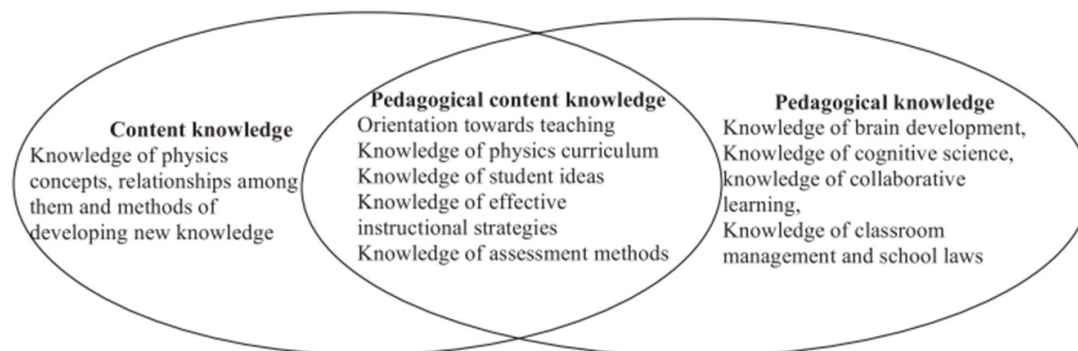 Content knowledge
Knowledge of physics
concepts, relationships among
them and methods of
developing new knowledge
Pedagogical content knowledge
Orientation towards teaching
Knowledge of physics curriculum
Knowledge of student ideas
Knowledge of effective
instructional strategies
Knowledge of assessment methods
Pedagogical knowledge
Knowledge of brain development,
Knowledge of cognitive science,
knowledge of collaborative
learning,
Knowledge of classroom
management and school laws